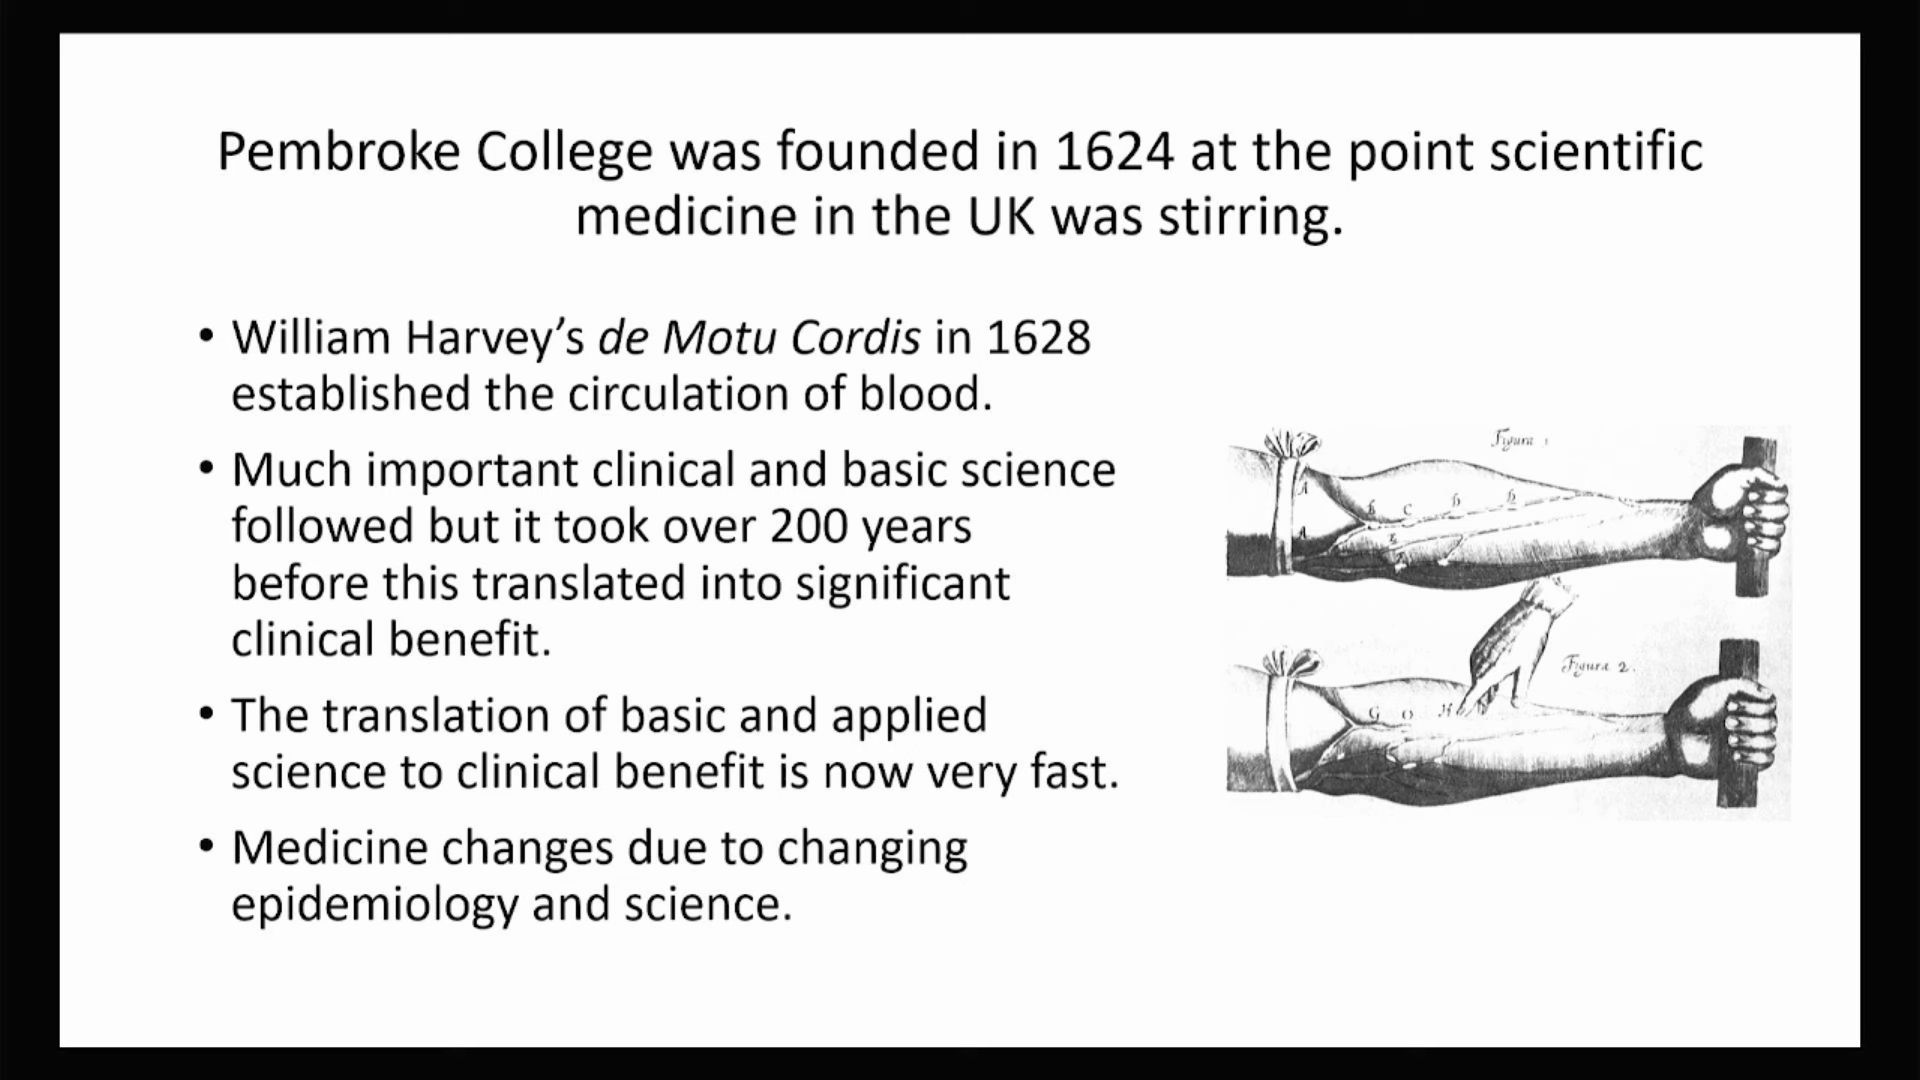 Pembroke College was founded in 1624 at the point scientific
medicine in the UK was stirring.
• William Harvey’s de Motu Cordis in 1628
established the circulation of blood.
• Much important clinical and basic science
followed but it took over 200 years
before this translated into significant
clinical benefit.
• The translation of basic and applied
science to clinical benefit is now very fast.
• Medicine changes due to changing
epidemiology and science.
Figura 1
A
C
A
Figura 2.
G O H